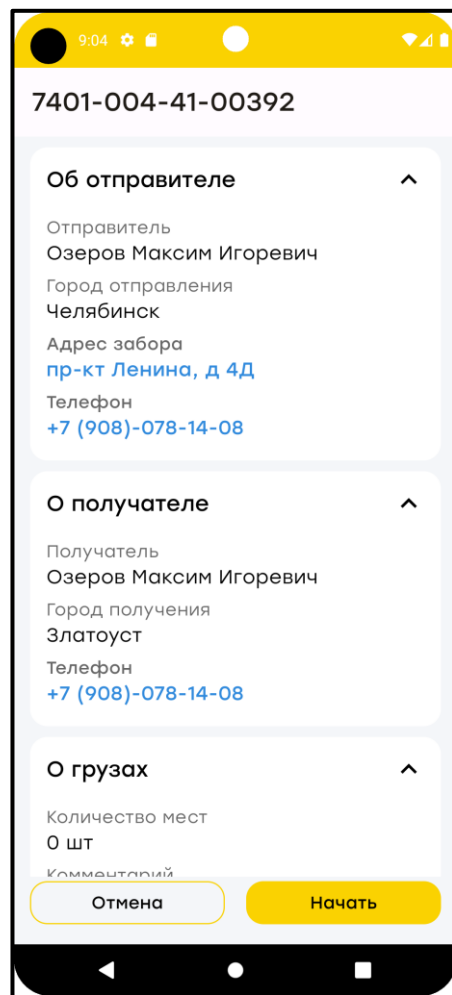 9:04
7401-004-41-00392
Об отправителе
Отправитель
Озеров Максим Игоревич
Город отправления
Челябинск
Адрес забора
пр-кт Ленина, д 4Д
Телефон
+7 (908)-078-14-08
О получателе
Получатель
Озеров Максим Игоревич
Город получения
Златоуст
Телефон
+7 (908)-078-14-08
О грузах
Количество мест
0 шт
Комментарий
Отмена
Начать